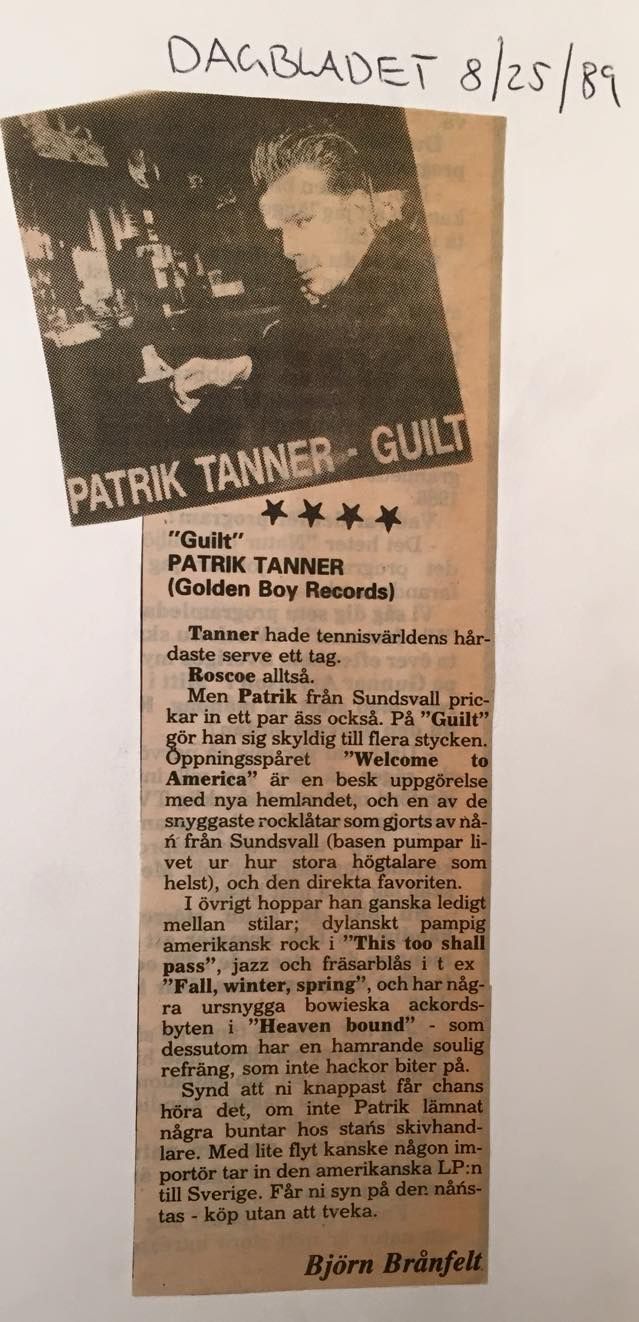 DAGBLADET 8/25/89
PATRIK TANNER - GUILT
★ ★ ★ ★
"Guilt"
PATRIK TANNER
(Golden Boy Records)
Tanner hade tennisvärldens hår-
daste serve ett tag.
Roscoe alltså.
Men Patrik från Sundsvall pric-
kar in ett par äss också. På "Guilt"
gör han sig skyldig till flera stycken.
Öppningsspåret "Welcome to
America" är en besk uppgörelse
med nya hemlandet, och en av de
snyggaste rocklåtar som gjorts av nå-
ń från Sundsvall (basen pumpar li-
vet ur hur stora högtalare som
helst), och den direkta favoriten.
I övrigt hoppar han ganska ledigt
mellan stilar; dylanskt pampig
amerikansk rock i "This too shall
pass", jazz och fräsarblås i t ex
"Fall, winter, spring", och har någ-
ra ursnygga bowieska ackords-
byten i "Heaven bound" - som
dessutom har en hamrande soulig
refräng, som inte hackor biter på.
Synd att ni knappast får chans
höra det, om inte Patrik lämnat
några buntar hos stańs skivhand-
lare. Med lite flyt kanske någon im-
portör tar in den amerikanska LP:n
till Sverige. Får ni syn på den nåńs-
tas - köp utan att tveka.
Björn Brånfelt